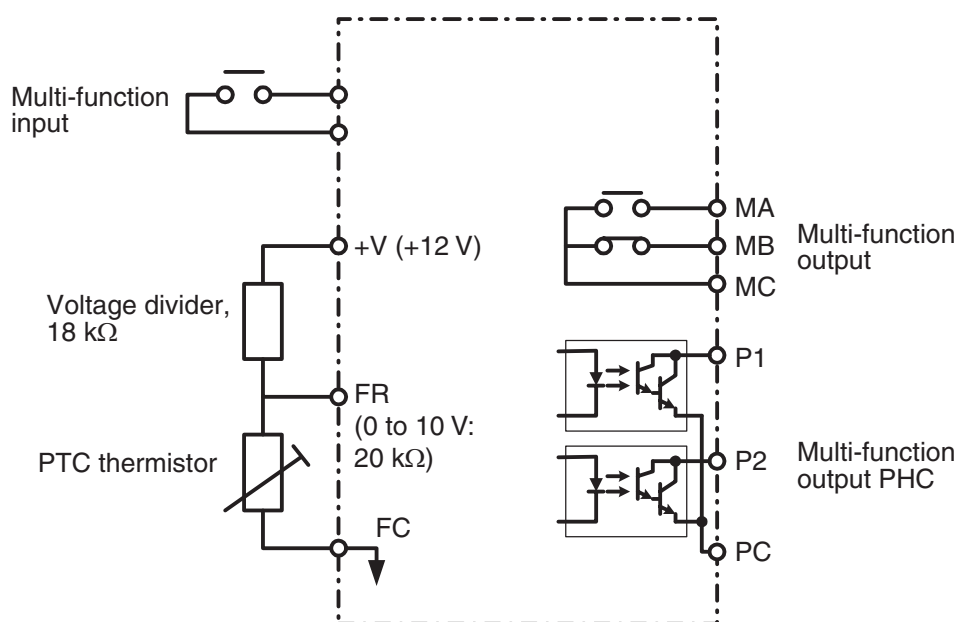 Multi-function
input
+V (+12 V)
Voltage divider,
18 kΩ
FR
(0 to 10 V:
20 kΩ)
PTC thermistor
FC
MA
MB
MC
Multi-function
output
P1
P2
Multi-function
output PHC
PC